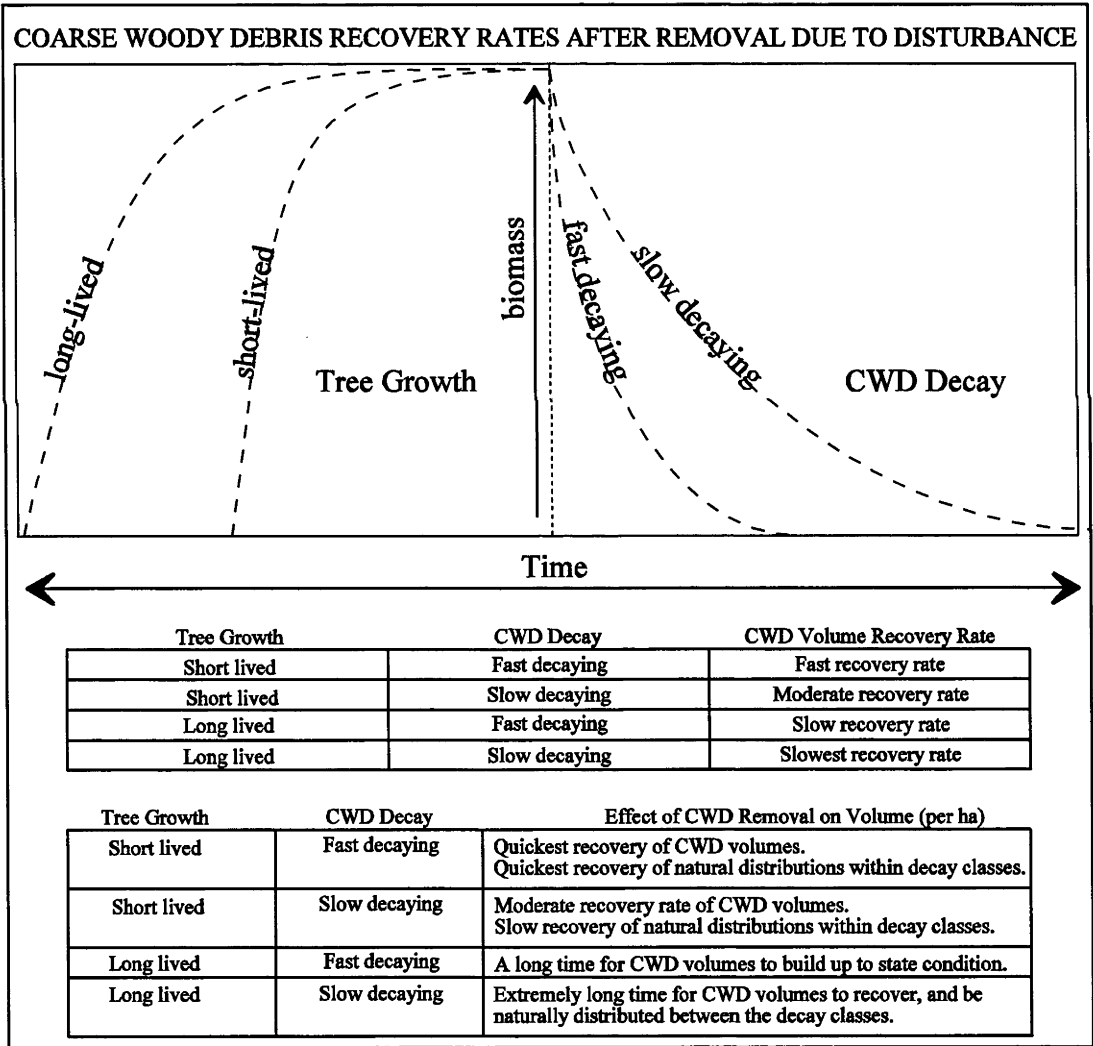 COARSE WOODY DEBRIS RECOVERY RATES AFTER REMOVAL DUE TO DISTURBANCE
long-lived
short-lived
Tree Growth
biomass
fast decaying
slow decaying
CWD Decay
Time
Tree Growth CWD Decay CWD Volume Recovery Rate
Short lived Fast decaying Fast recovery rate
Short lived Slow decaying Moderate recovery rate
Long lived Fast decaying Slow recovery rate
Long lived Slow decaying Slowest recovery rate
Tree Growth CWD Decay Effect of CWD Removal on Volume (per ha)
Short lived Fast decaying Quickest recovery of CWD volumes.
Quickest recovery of natural distributions within decay classes.
Short lived Slow decaying Moderate recovery rate of CWD volumes.
Slow recovery of natural distributions within decay classes.
Long lived Fast decaying A long time for CWD volumes to build up to state condition.
Long lived Slow decaying Extremely long time for CWD volumes to recover, and be
naturally distributed between the decay classes.